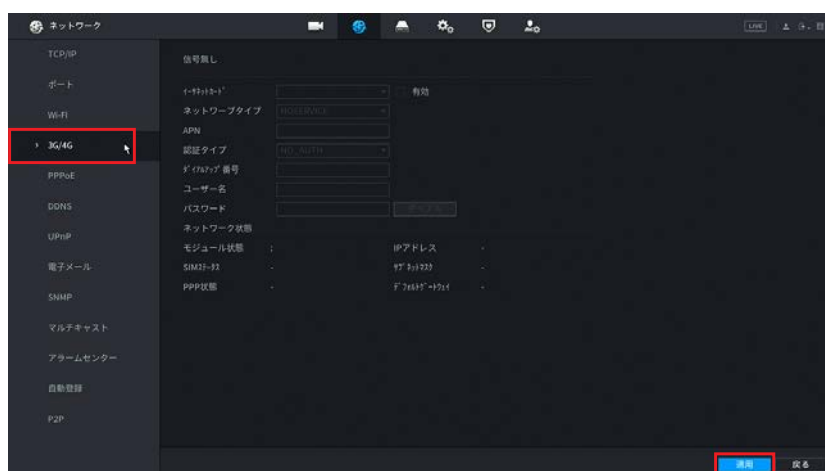 ネットワーク
LIVE
TCP/IP
ポート
Wi-Fi
3G/4G
PPPoE
DDNS
UPnP
電子メール
SNMP
マルチキャスト
アラームセンター
自動登録
P2P
信号無し
イーサネットカード 有効
ネットワーブタイプ NOSERVICE
APN
認証タイプ NO_AUTH
ダイアルアップ番号
ユーザー名
パスワード
ネットワーク状態
モジュール状態 : IPアドレス -
SIMステータス - サブネットマスク -
PPP状態 - デフォルトゲートウェイ -
適用 戻る